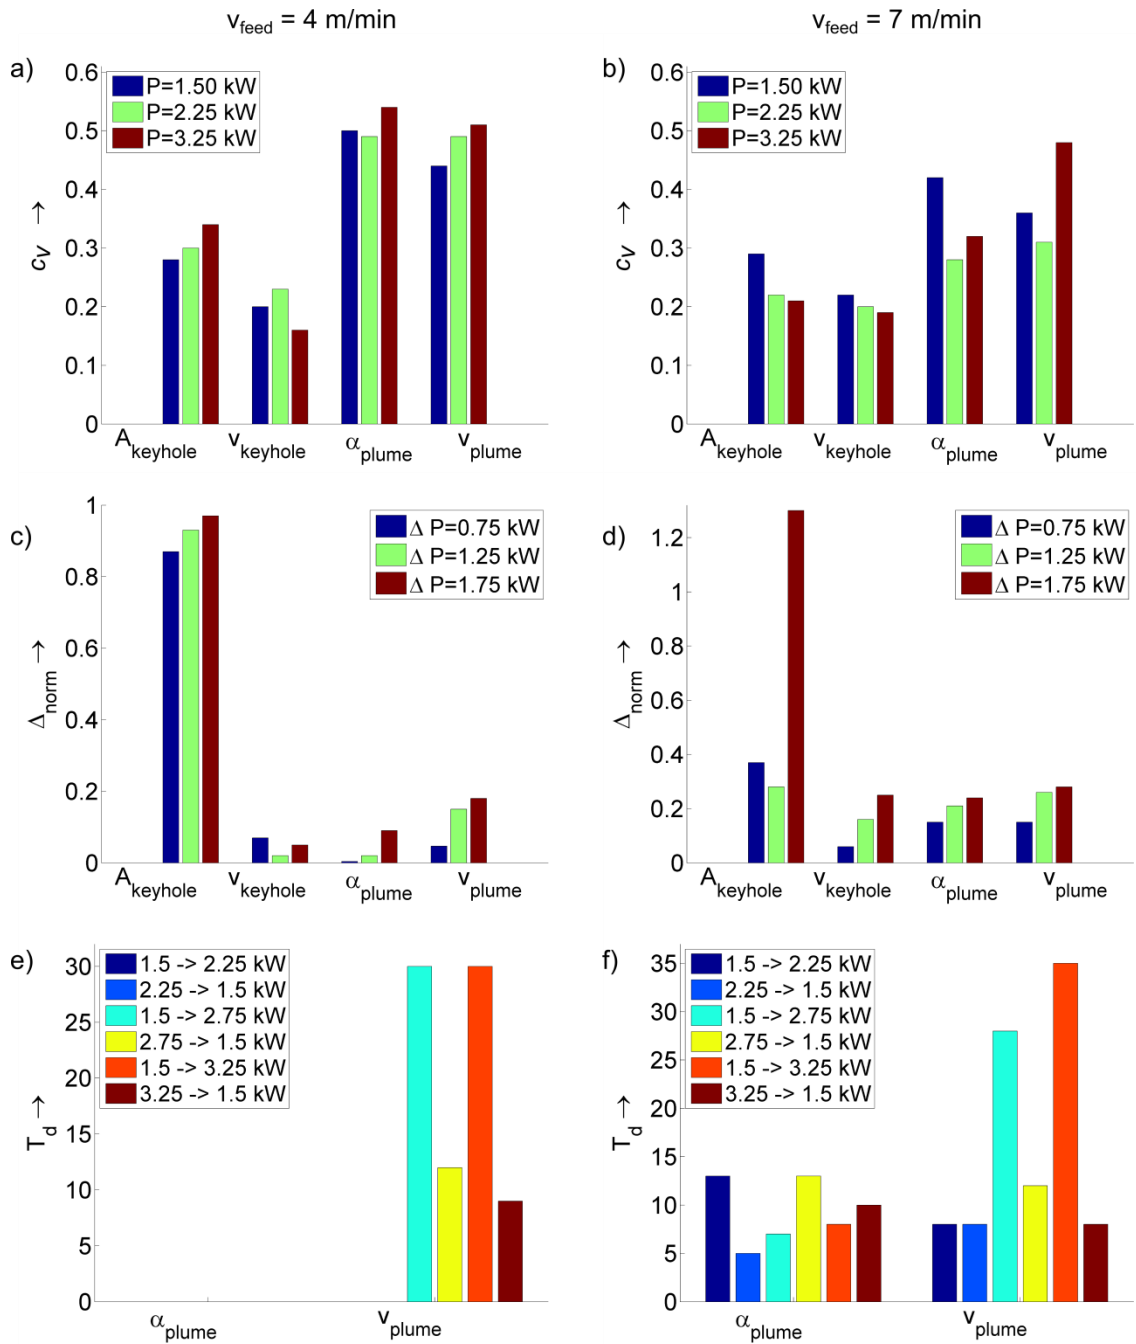 v_feed = 4 m/min
v_feed = 7 m/min
a)
0.6
0.5
0.4
0.3
0.2
0.1
0
c_V →
P=1.50 kW
P=2.25 kW
P=3.25 kW
A_keyhole
v_keyhole
α_plume
v_plume
b)
0.6
0.5
0.4
0.3
0.2
0.1
0
c_V →
P=1.50 kW
P=2.25 kW
P=3.25 kW
A_keyhole
v_keyhole
α_plume
v_plume
c)
1
0.8
0.6
0.4
0.2
0
Δ_norm →
Δ P=0.75 kW
Δ P=1.25 kW
Δ P=1.75 kW
A_keyhole
v_keyhole
α_plume
v_plume
d)
1.2
1
0.8
0.6
0.4
0.2
0
Δ_norm →
Δ P=0.75 kW
Δ P=1.25 kW
Δ P=1.75 kW
A_keyhole
v_keyhole
α_plume
v_plume
e)
30
25
20
15
10
5
0
T_d →
1.5 -> 2.25 kW
2.25 -> 1.5 kW
1.5 -> 2.75 kW
2.75 -> 1.5 kW
1.5 -> 3.25 kW
3.25 -> 1.5 kW
α_plume
v_plume
f)
35
30
25
20
15
10
5
0
T_d →
1.5 -> 2.25 kW
2.25 -> 1.5 kW
1.5 -> 2.75 kW
2.75 -> 1.5 kW
1.5 -> 3.25 kW
3.25 -> 1.5 kW
α_plume
v_plume